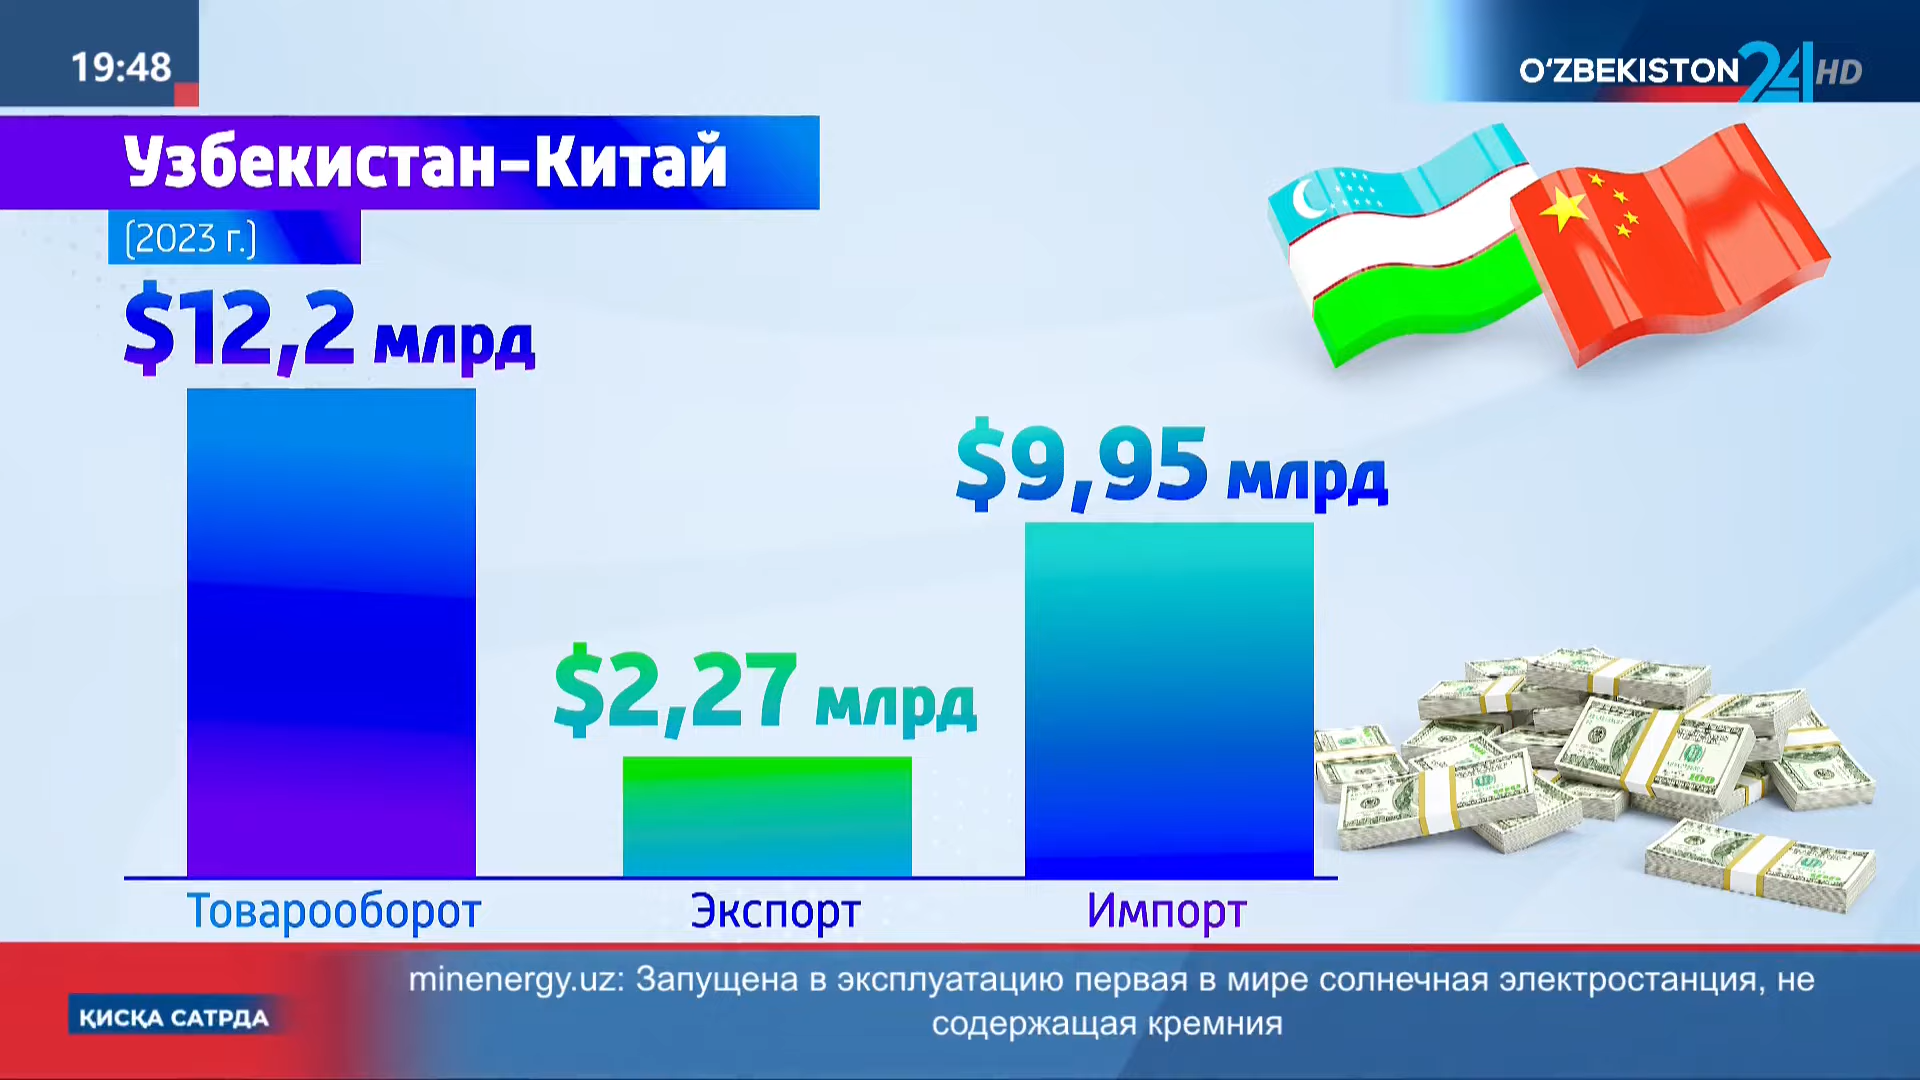 19:48
O‘ZBEKISTON 24 HD
Узбекистан-Китай
(2023 г.)
$12,2 млрд
$9,95 млрд
$2,27 млрд
Товарооборот
Экспорт
Импорт
minenergy.uz: Запущена в эксплуатацию первая в мире солнечная электростанция, не
содержащая кремния
ҚИСҚА САТРДА